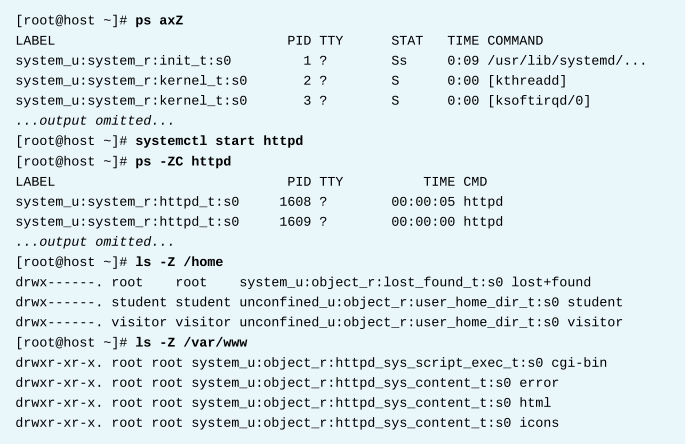 [root@host ~]# ps axZ
LABEL                             PID TTY      STAT   TIME COMMAND
system_u:system_r:init_t:s0         1 ?        Ss     0:09 /usr/lib/systemd/...
system_u:system_r:kernel_t:s0       2 ?        S      0:00 [kthreadd]
system_u:system_r:kernel_t:s0       3 ?        S      0:00 [ksoftirqd/0]
...output omitted...
[root@host ~]# systemctl start httpd
[root@host ~]# ps -ZC httpd
LABEL                             PID TTY          TIME CMD
system_u:system_r:httpd_t:s0     1608 ?        00:00:05 httpd
system_u:system_r:httpd_t:s0     1609 ?        00:00:00 httpd
...output omitted...
[root@host ~]# ls -Z /home
drwx------. root    root    system_u:object_r:lost_found_t:s0 lost+found
drwx------. student student unconfined_u:object_r:user_home_dir_t:s0 student
drwx------. visitor visitor unconfined_u:object_r:user_home_dir_t:s0 visitor
[root@host ~]# ls -Z /var/www
drwxr-xr-x. root root system_u:object_r:httpd_sys_script_exec_t:s0 cgi-bin
drwxr-xr-x. root root system_u:object_r:httpd_sys_content_t:s0 error
drwxr-xr-x. root root system_u:object_r:httpd_sys_content_t:s0 html
drwxr-xr-x. root root system_u:object_r:httpd_sys_content_t:s0 icons